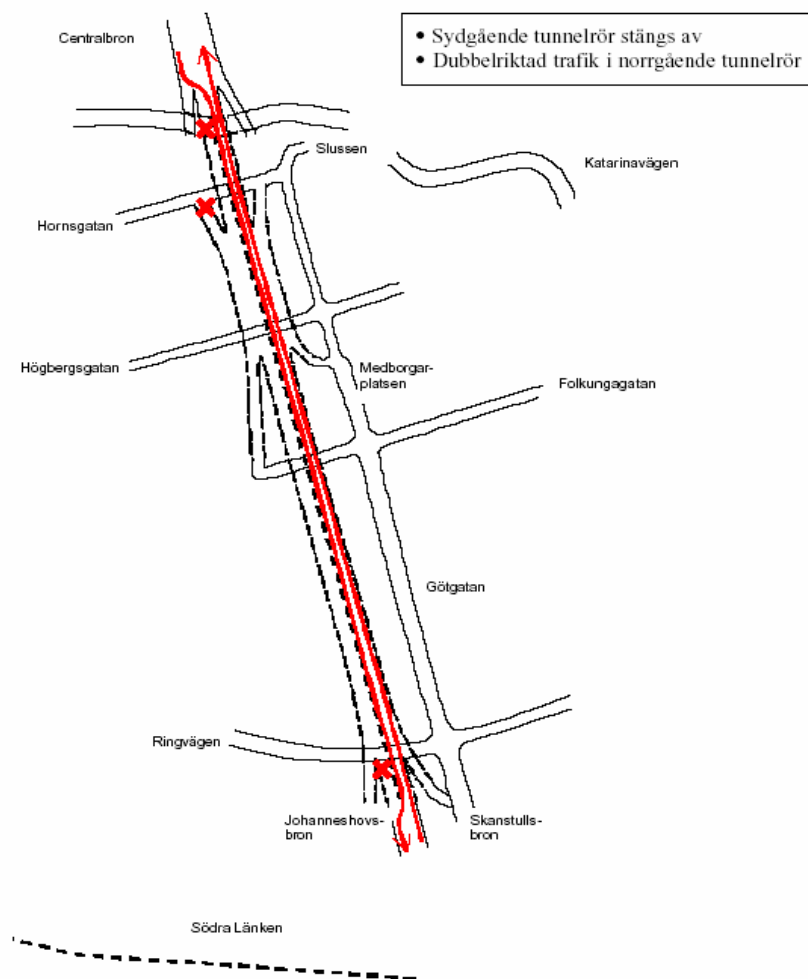 • Sydgående tunnelrör stängs av
• Dubbelriktad trafik i norrgående tunnelrör
Centralbron
Slussen
Katarinavägen
Hornsgatan
Högbergsgatan
Medborgar-
platsen
Folkungagatan
Götgatan
Ringvägen
Johanneshovs-
bron
Skanstulls-
bron
Södra Länken